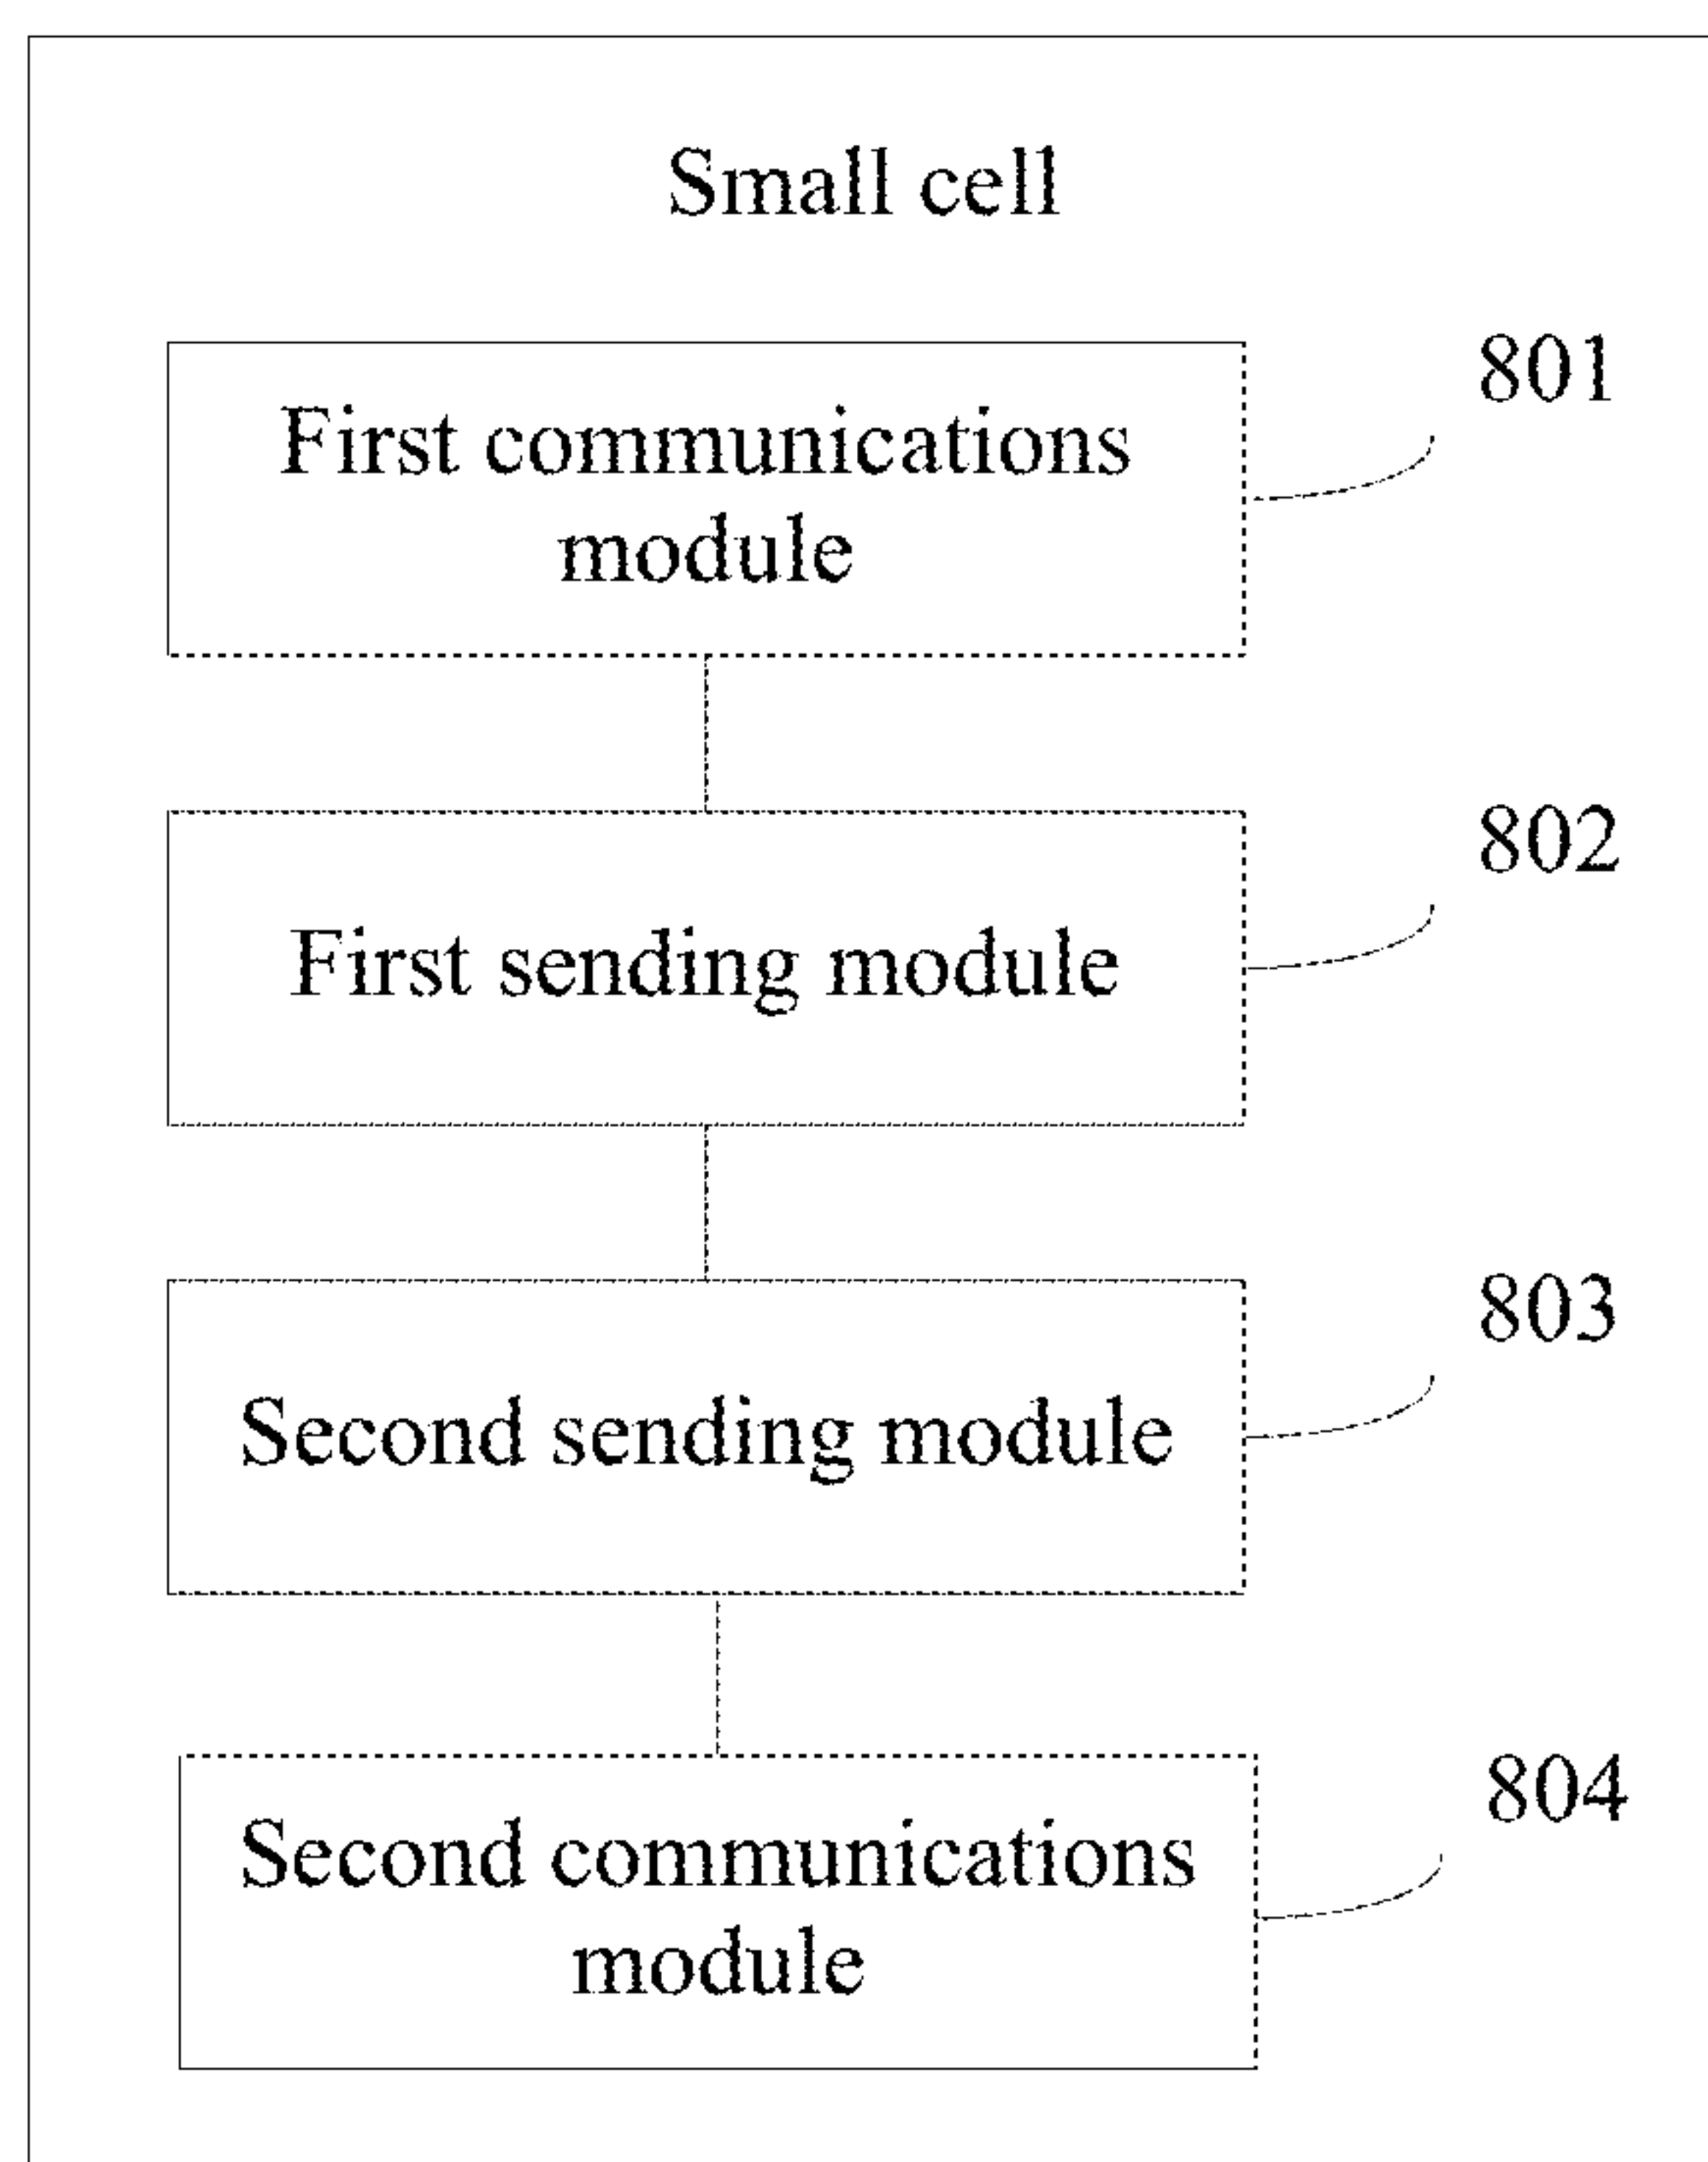 Small cell
801
First communications
module
802
First sending module
803
Second sending module
804
Second communications
module